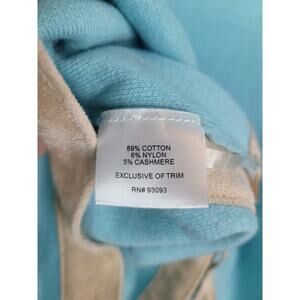 89% COTTON
6% NYLON
5% CASHMERE
EXCLUSIVE OF TRIM
RN# 93093